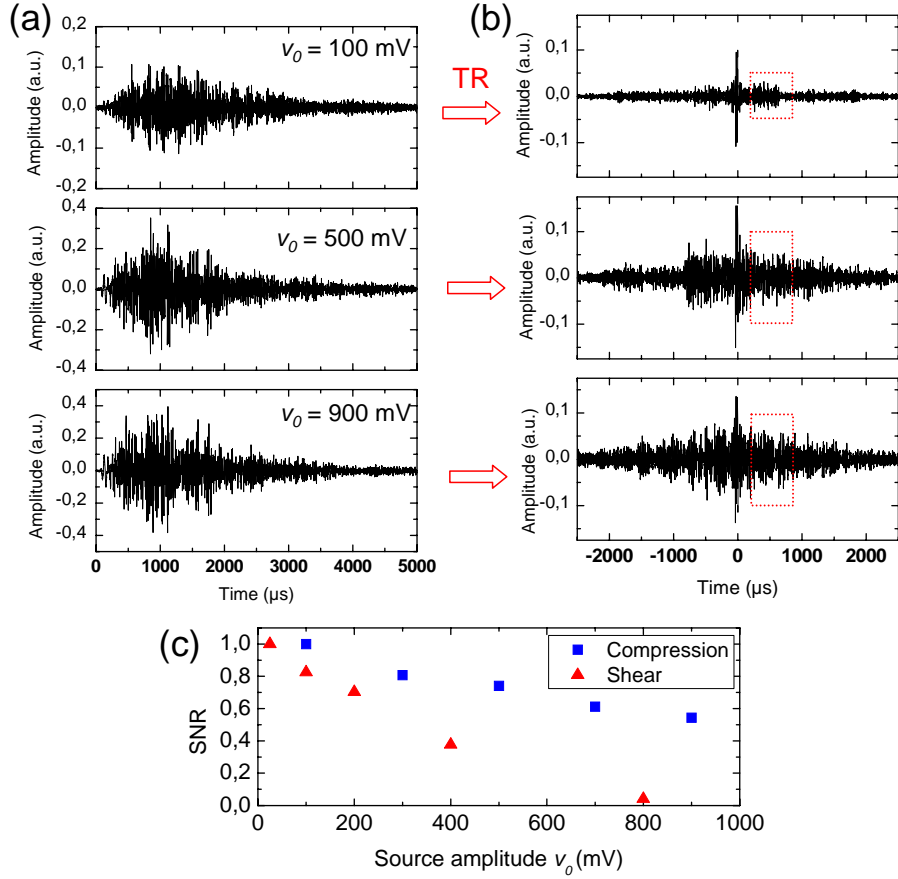 (a)
v0 = 100 mV
0,2
0,1
0,0
-0,1
-0,2
Amplitude (a.u.)
v0 = 500 mV
0,4
0,2
0,0
-0,2
-0,4
Amplitude (a.u.)
v0 = 900 mV
0,4
0,2
0,0
-0,2
-0,4
Amplitude (a.u.)
0 1000 2000 3000 4000 5000
Time (µs)
TR
(b)
0,1
0,0
-0,1
Amplitude (a.u.)
0,1
0,0
-0,1
Amplitude (a.u.)
0,1
0,0
-0,1
Amplitude (a.u.)
-2000 -1000 0 1000 2000
Time (µs)
(c)
1,0
0,8
0,6
0,4
0,2
0,0
SNR
Compression
Shear
0 200 400 600 800 1000
Source amplitude v0 (mV)